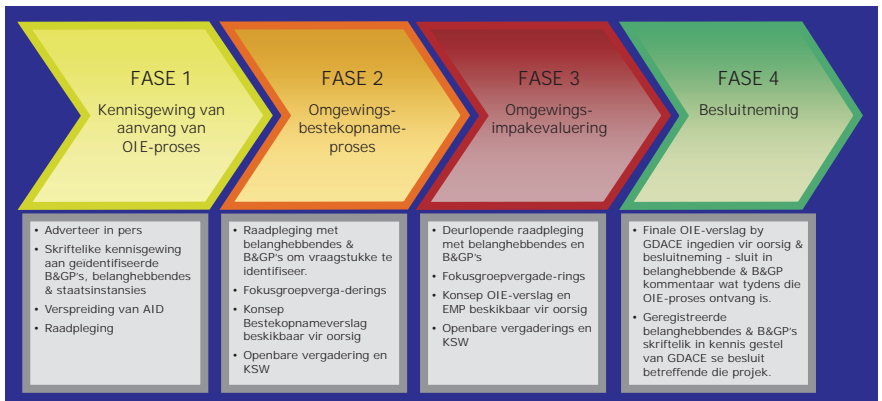 FASE 1
Kennisgewing van
aanvang van
OIE-proses
FASE 2
Omgewings-
bestekopname-
proses
FASE 3
Omgewings-
impakevaluering
FASE 4
Besluitneming
• Adverteer in pers
• Skriftelike kennisgewing
aan geïdentifiseerde
B&GP's, belanghebbendes
& staatsinstansies
• Verspreiding van AID
• Raadpleging
• Raadpleging met
belanghebbendes &
B&GP's om vraagstukke te
identifiseer.
• Fokusgroepverga-derings
• Konsep
Bestekopnameverslag
beskikbaar vir oorsig
• Openbare vergadering en
KSW
• Deurlopende raadpleging
met belanghebbendes en
B&GP's
• Fokusgroepvergade-rings
• Konsep OIE-verslag en
EMP beskikbaar vir oorsig
• Openbare vergaderings en
KSW
• Finale OIE-verslag by
GDACE ingedien vir oorsig &
besluitneming - sluit in
belanghebbende & B&GP
kommentaar wat tydens die
OIE-proses ontvang is.
• Geregistreerde
belanghebbendes & B&GP's
skriftelik in kennis gestel
van GDACE se besluit
betreffende die projek.